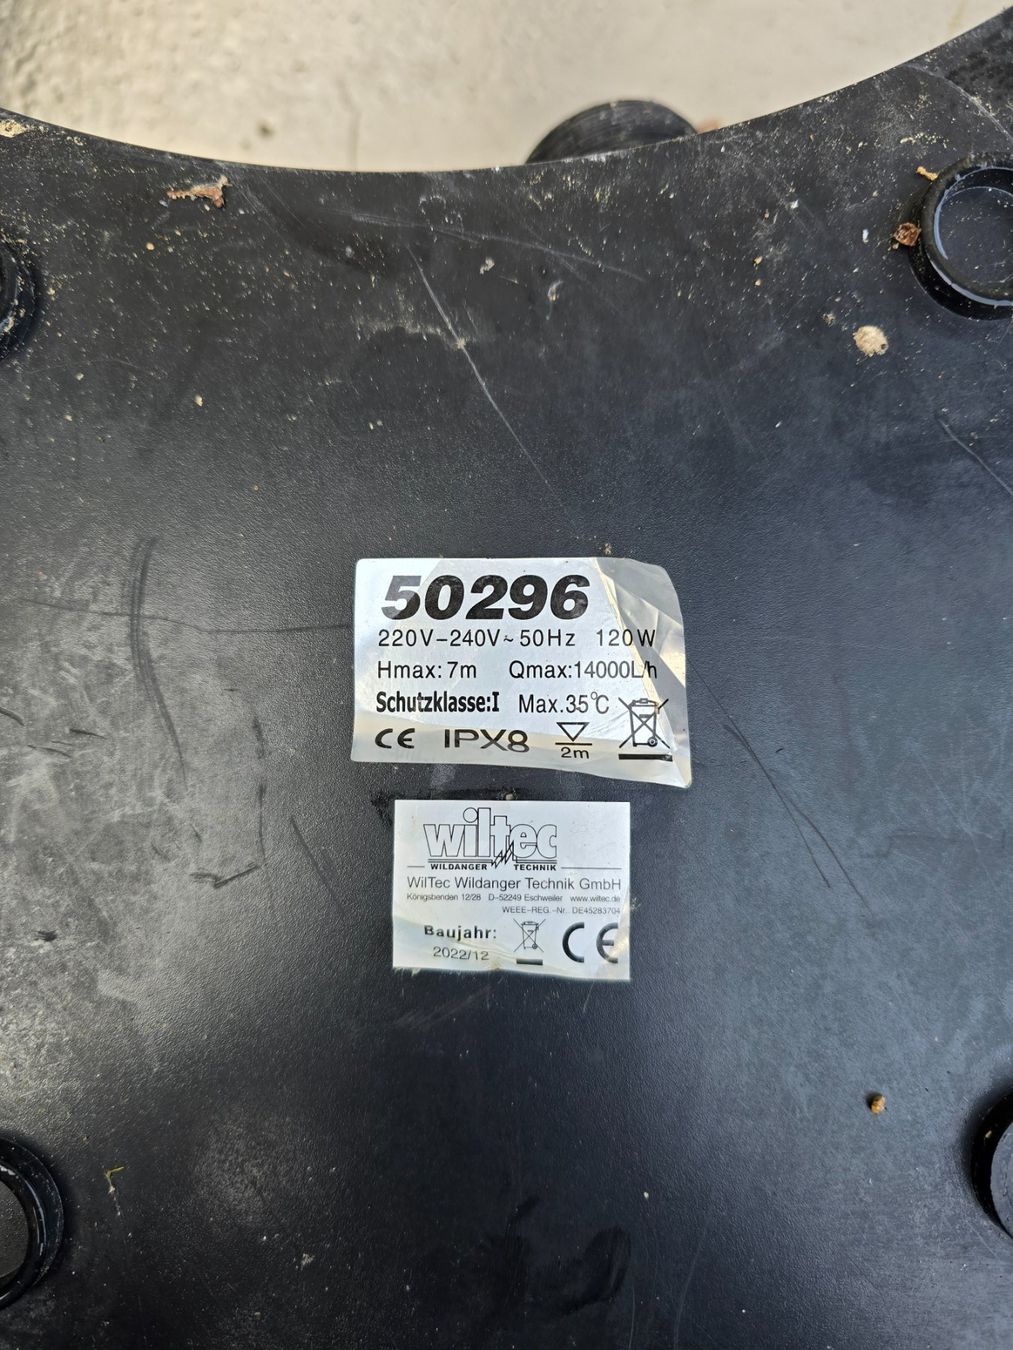 50296
220V-240V~50Hz 120W
Hmax:7m Qmax:14000L/h
Schutzklasse:I Max.35℃
CE IPX8 2m
wiltec
WILDANGER TECHNIK
WilTec Wildanger Technik GmbH
Königsbenden 12/28 D-52249 Eschweiler www.wiltec.de
WEEE-REG.-Nr. DE45283704
Baujahr:
2022/12
CE